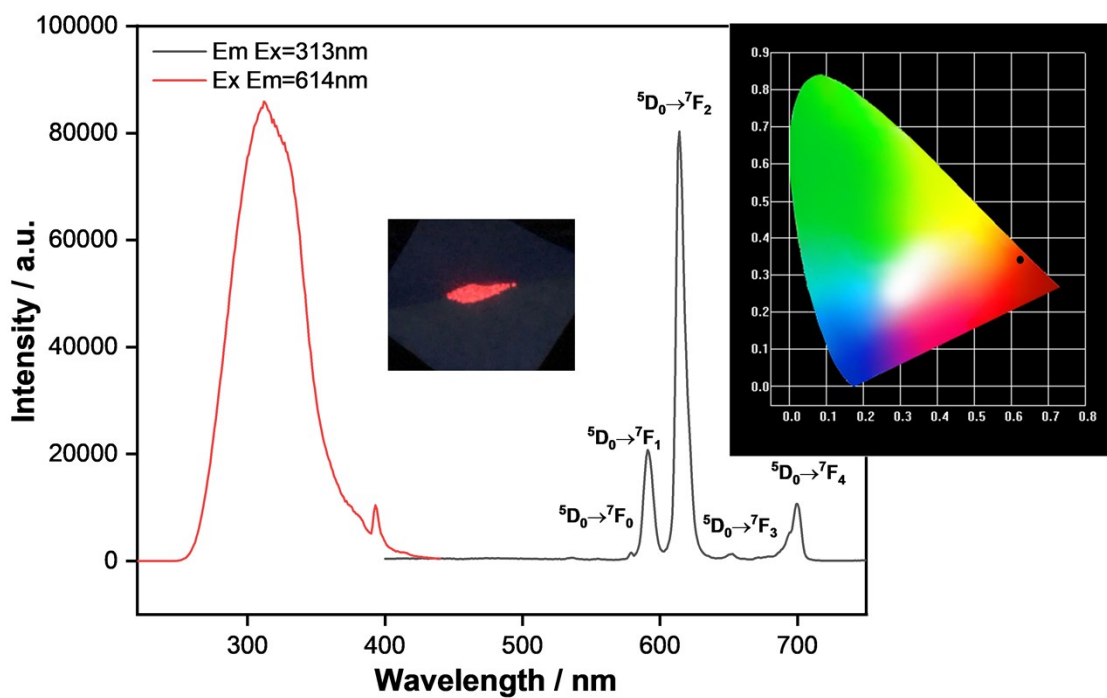 100000
80000
60000
40000
20000
0
Intensity / a.u.
Em Ex=313nm
Ex Em=614nm
⁵D₀→⁷F₂
⁵D₀→⁷F₁
⁵D₀→⁷F₀
⁵D₀→⁷F₃
⁵D₀→⁷F₄
300 400 500 600 700
Wavelength / nm
0.9
0.8
0.7
0.6
0.5
0.4
0.3
0.2
0.1
0.0
0.0 0.1 0.2 0.3 0.4 0.5 0.6 0.7 0.8